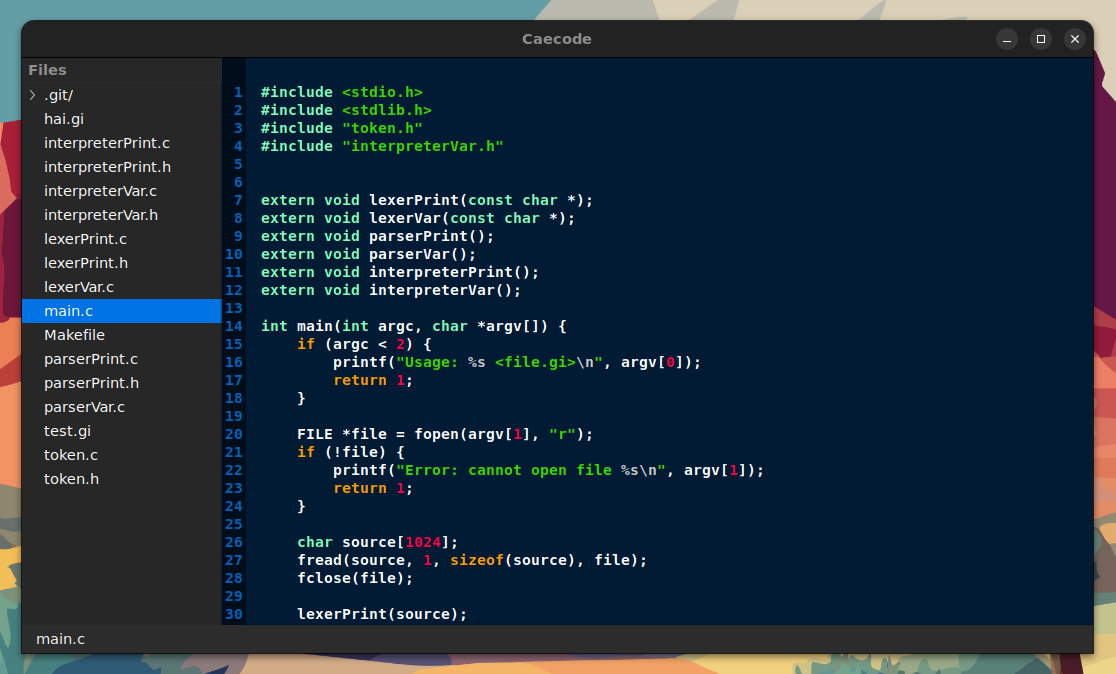 Caecode
Files
.git/
hai.gi
interpreterPrint.c
interpreterPrint.h
interpreterVar.c
interpreterVar.h
lexerPrint.c
lexerPrint.h
lexerVar.c
main.c
Makefile
parserPrint.c
parserPrint.h
parserVar.c
test.gi
token.c
token.h
1 #include <stdio.h>
2 #include <stdlib.h>
3 #include "token.h"
4 #include "interpreterVar.h"
5
6
7 extern void lexerPrint(const char *);
8 extern void lexerVar(const char *);
9 extern void parserPrint();
10 extern void parserVar();
11 extern void interpreterPrint();
12 extern void interpreterVar();
13
14 int main(int argc, char *argv[]) {
15     if (argc < 2) {
16         printf("Usage: %s <file.gi>\n", argv[0]);
17         return 1;
18     }
19
20     FILE *file = fopen(argv[1], "r");
21     if (!file) {
22         printf("Error: cannot open file %s\n", argv[1]);
23         return 1;
24     }
25
26     char source[1024];
27     fread(source, 1, sizeof(source), file);
28     fclose(file);
29
30     lexerPrint(source);
main.c